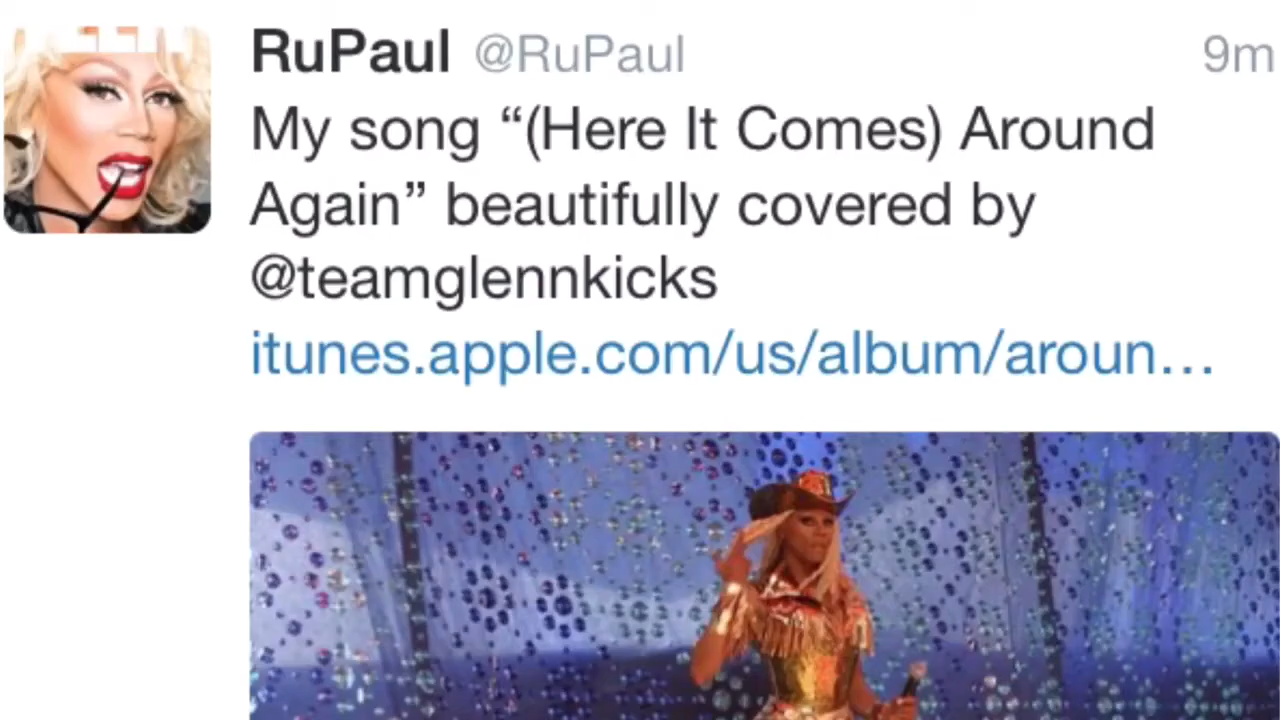 RuPaul @RuPaul 9m
My song “(Here It Comes) Around
Again” beautifully covered by
@teamglennkicks
itunes.apple.com/us/album/aroun...